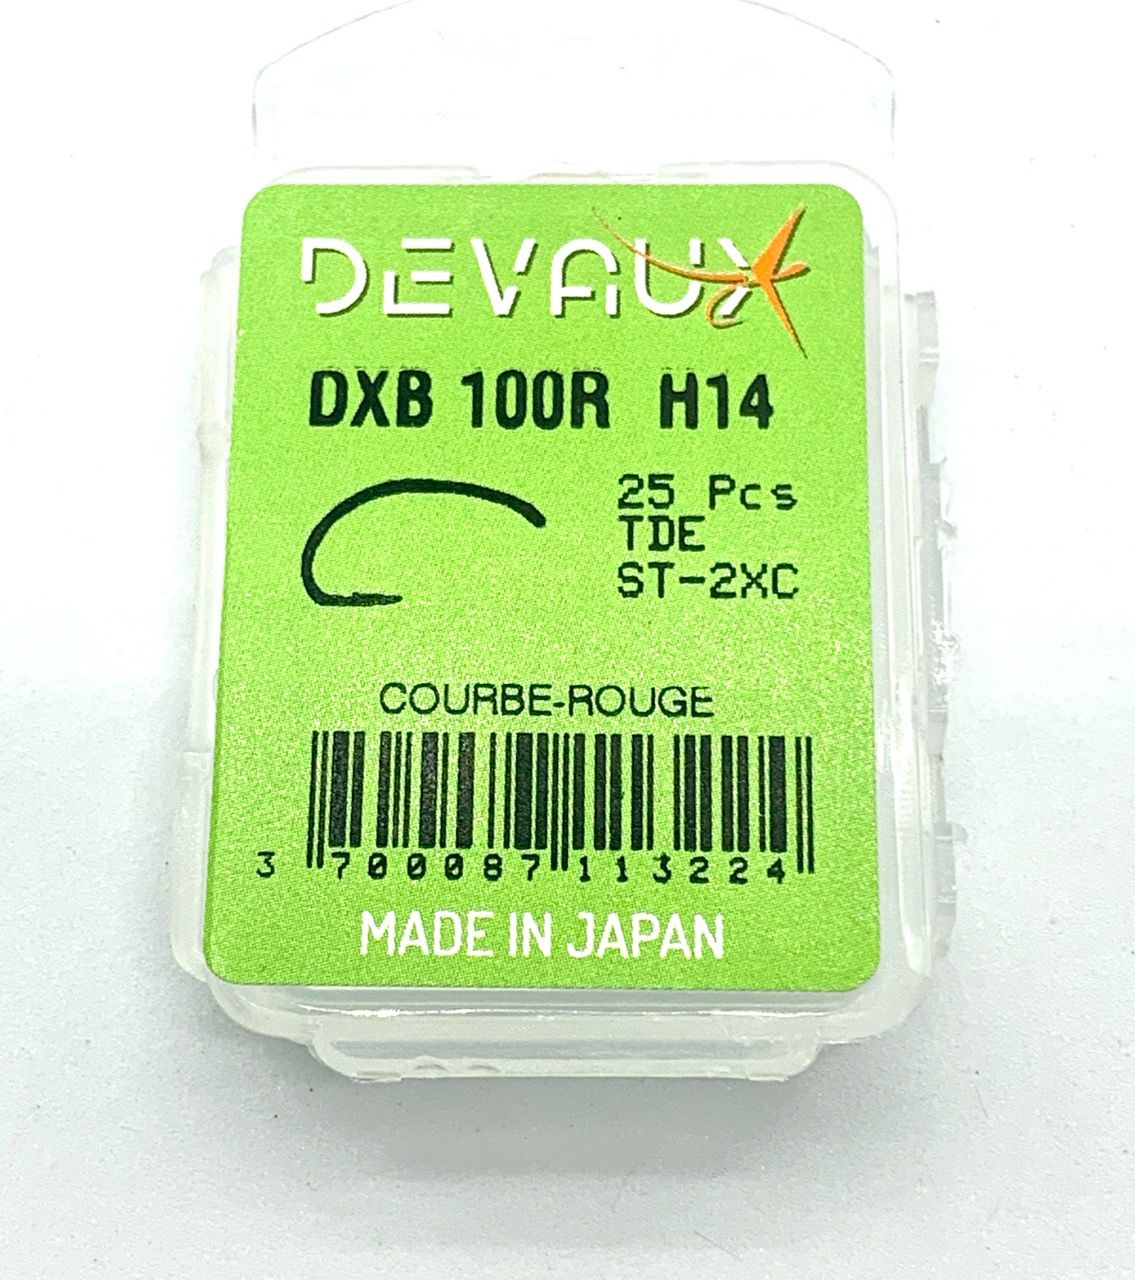 DEVAUX
DXB 100R H14
25 Pcs
TDE
ST-2XC
COURBE-ROUGE
3 700087 113224
MADE IN JAPAN